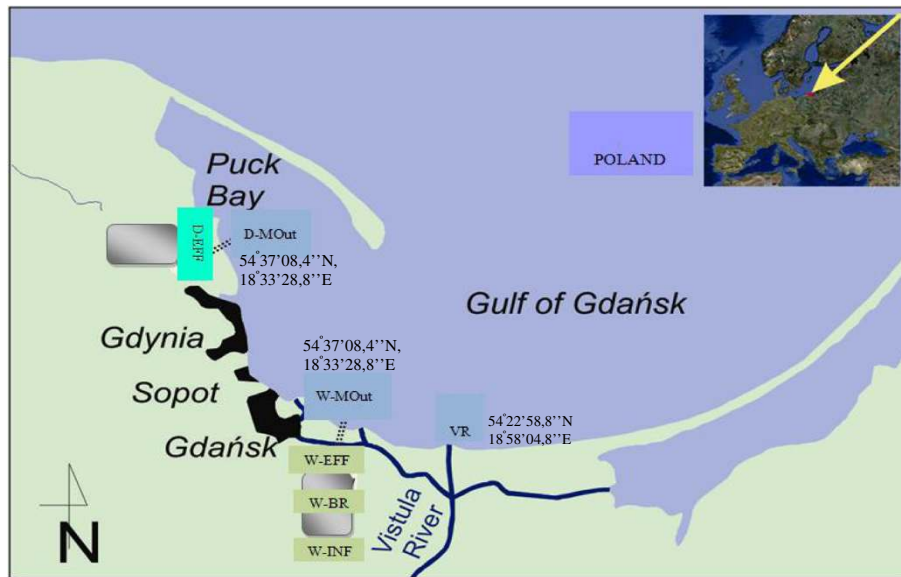 Puck
Bay
POLAND
D-EFF
D-MOut
54°37’08,4’’N,
18°33’28,8’’E
Gulf of Gdańsk
Gdynia
54°37’08,4’’N,
18°33’28,8’’E
Sopot
W-MOut
54°22’58,8’’N
18°58’04,8’’E
VR
Gdańsk
W-EFF
W-BR
W-INF
Vistula
River
N